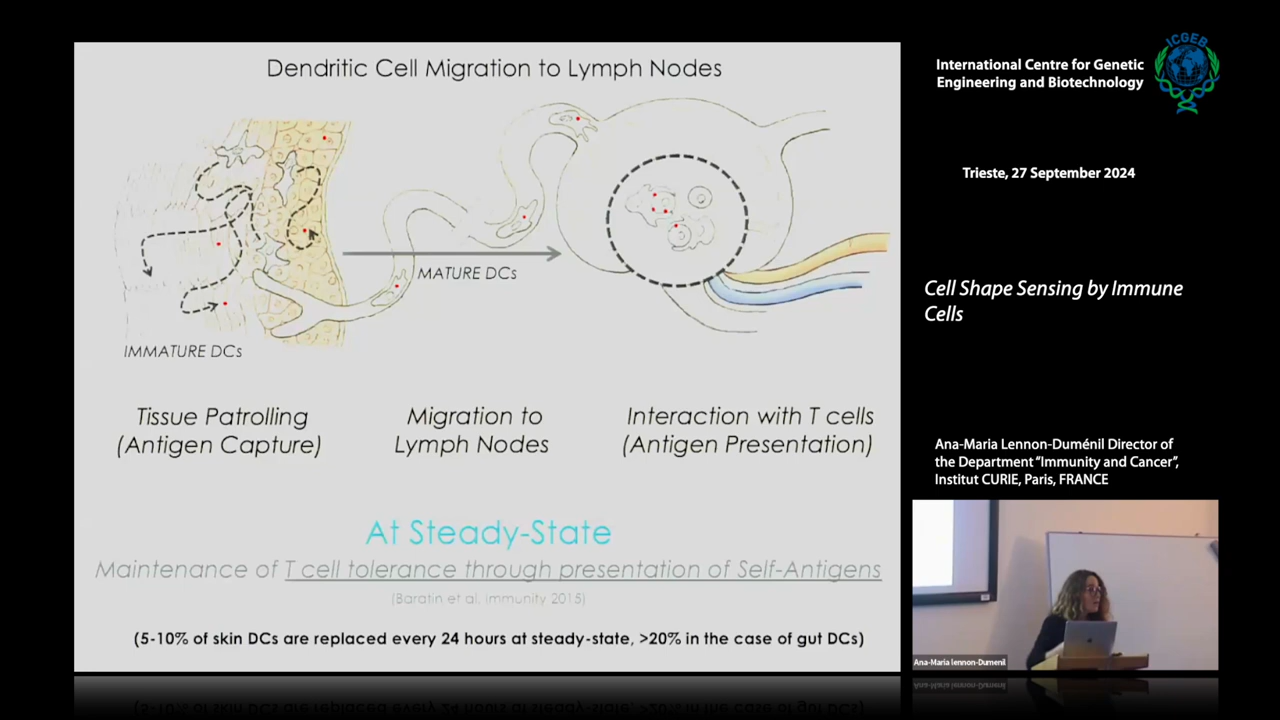 Dendritic Cell Migration to Lymph Nodes
MATURE DCs
IMMATURE DCs
Tissue Patrolling
(Antigen Capture)
Migration to
Lymph Nodes
Interaction with T cells
(Antigen Presentation)
At Steady-State
Maintenance of T cell tolerance through presentation of Self-Antigens
(Baratin et al, Immunity 2015)
(5-10% of skin DCs are replaced every 24 hours at steady-state, >20% in the case of gut DCs)
International Centre for Genetic
Engineering and Biotechnology
ICGEB
Trieste, 27 September 2024
Cell Shape Sensing by Immune
Cells
Ana-Maria Lennon-Duménil Director of
the Department “Immunity and Cancer”,
Institut CURIE, Paris, FRANCE
Ana-Maria lennon-Dumenil